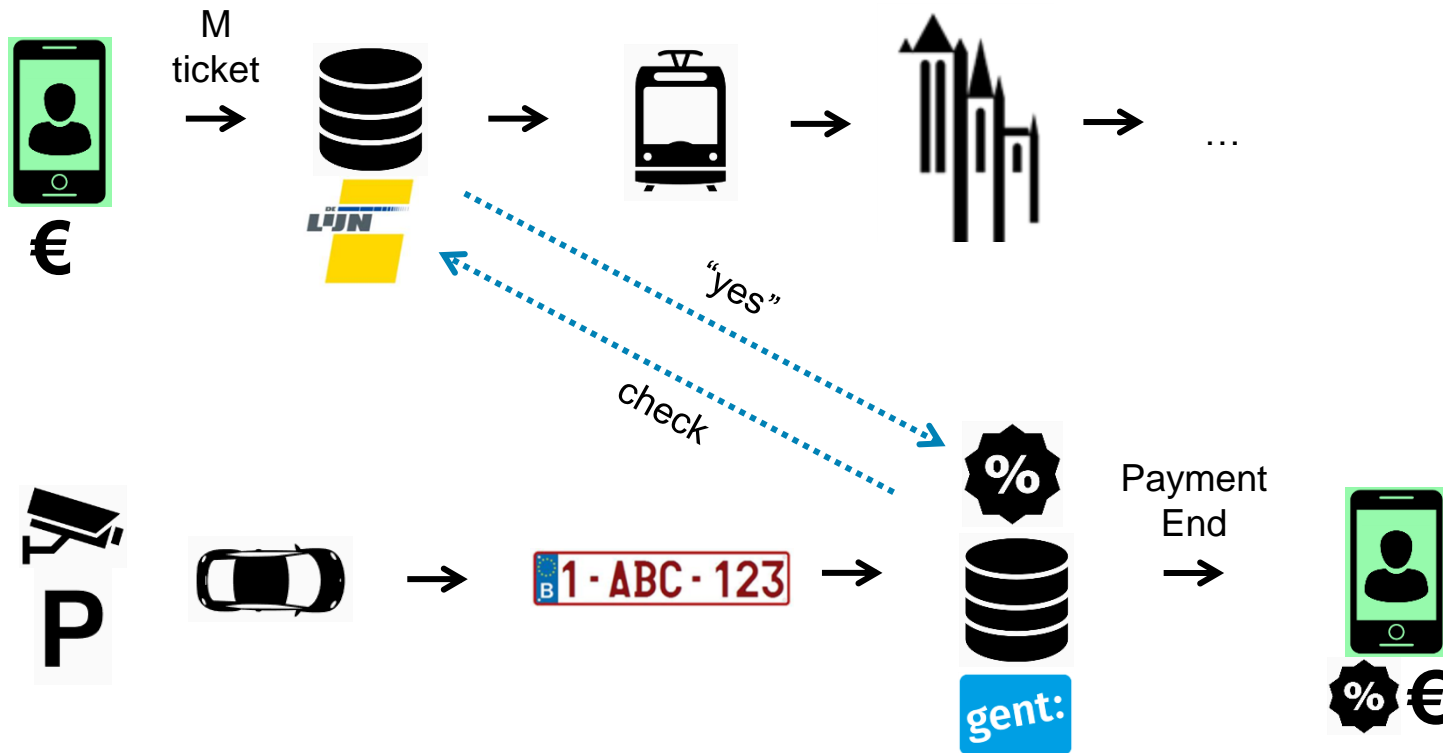 M
ticket
…
€
DE
LIJN
“yes”
check
%
Payment
End
P
B 1 - ABC - 123
gent:
% €